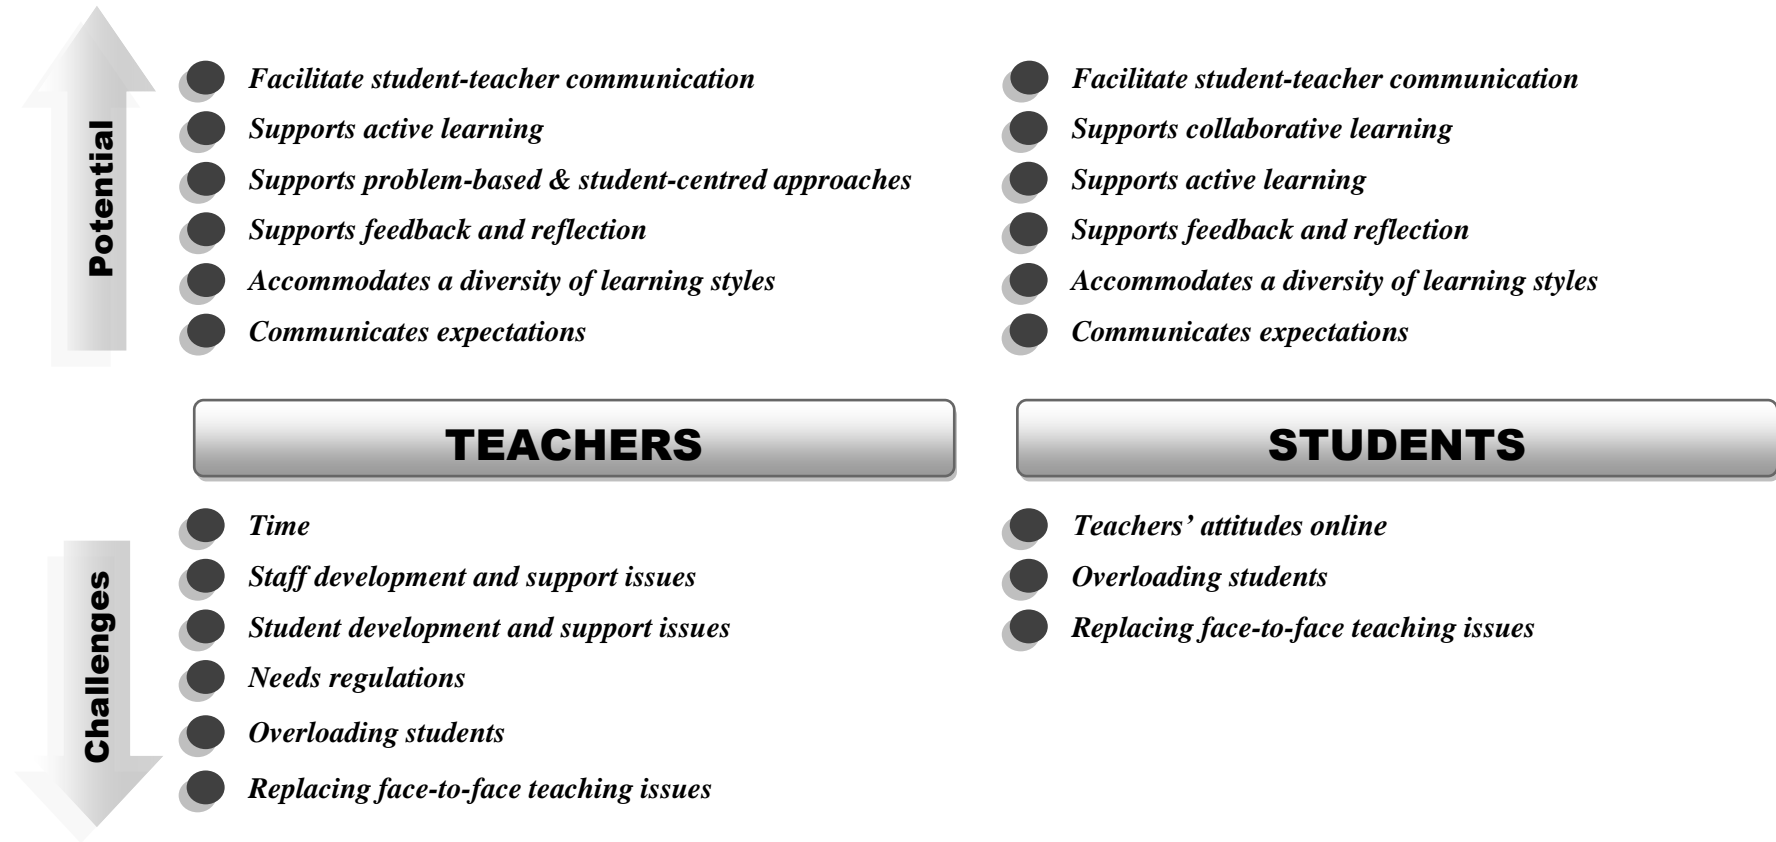 Potential
Facilitate student-teacher communication
Supports active learning
Supports problem-based & student-centred approaches
Supports feedback and reflection
Accommodates a diversity of learning styles
Communicates expectations
Facilitate student-teacher communication
Supports collaborative learning
Supports active learning
Supports feedback and reflection
Accommodates a diversity of learning styles
Communicates expectations
TEACHERS
STUDENTS
Challenges
Time
Staff development and support issues
Student development and support issues
Needs regulations
Overloading students
Replacing face-to-face teaching issues
Teachers’ attitudes online
Overloading students
Replacing face-to-face teaching issues